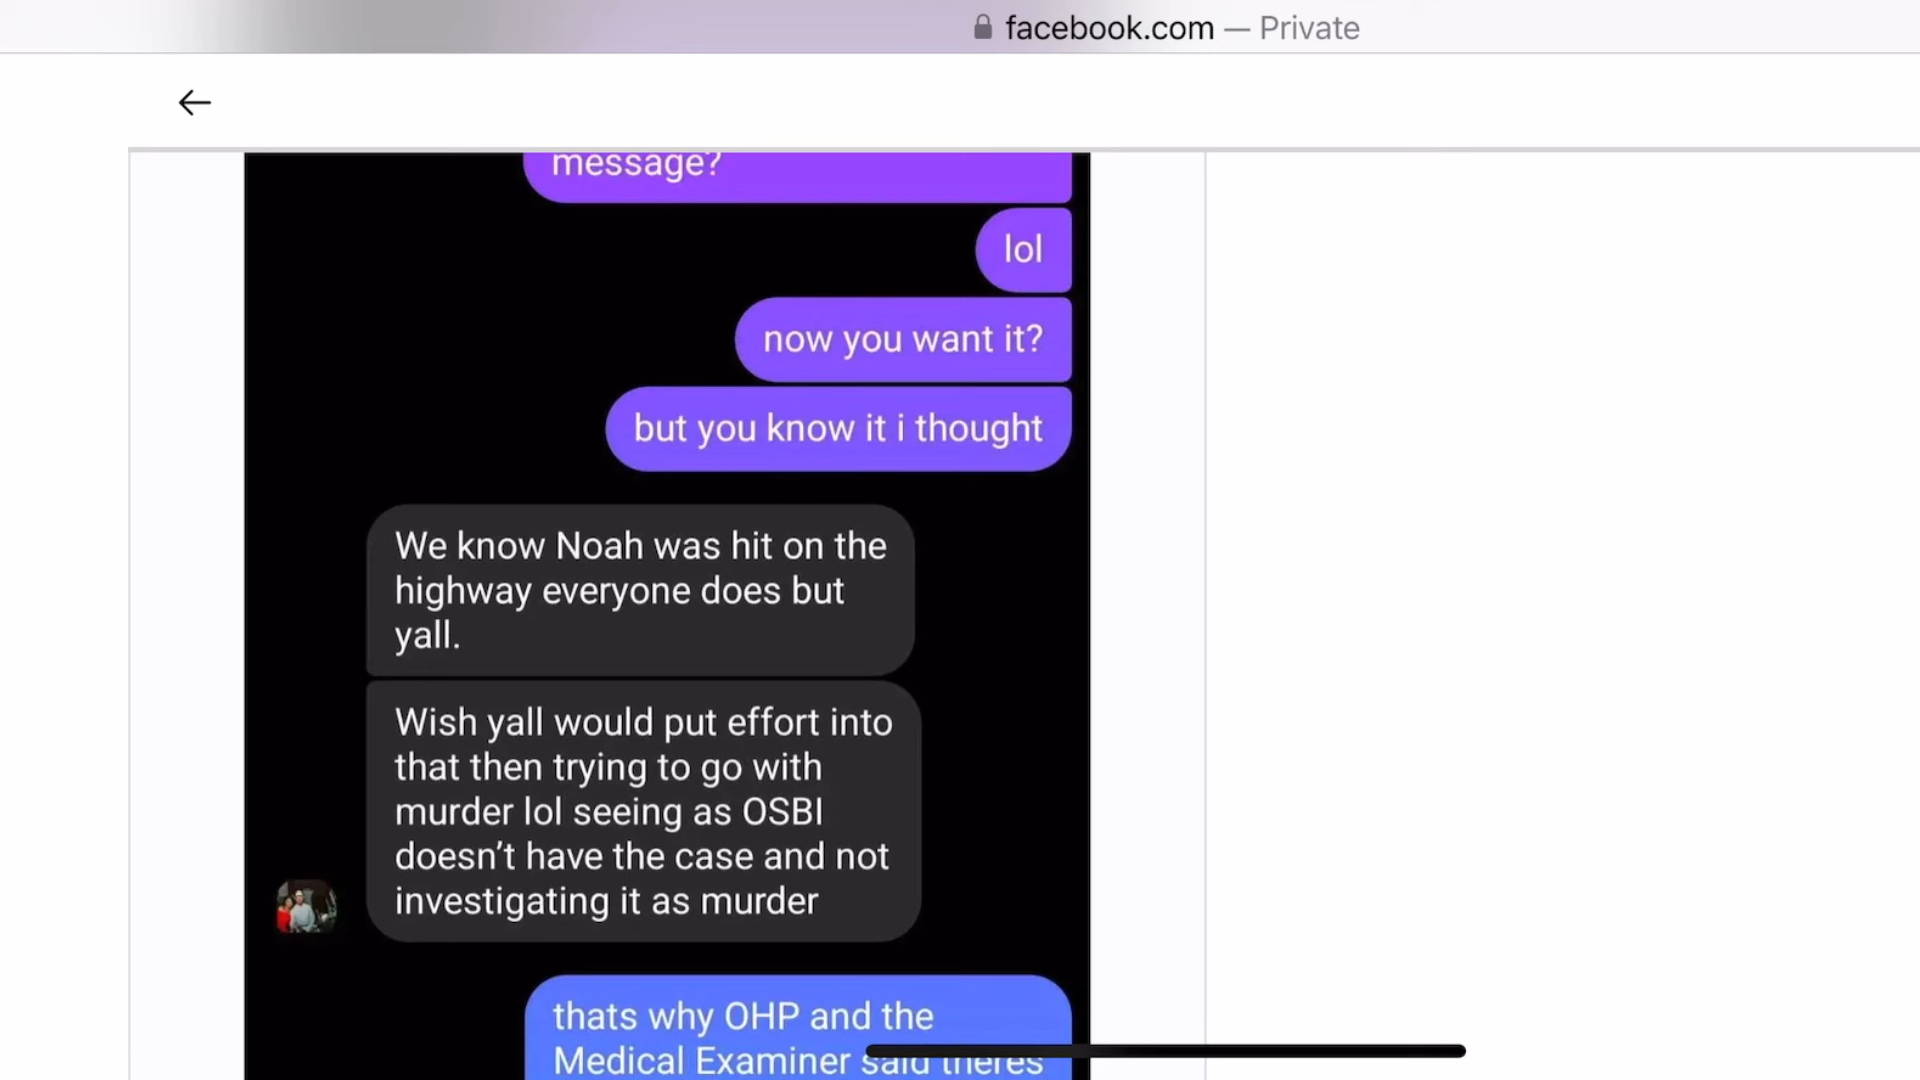 facebook.com — Private
message?
lol
now you want it?
but you know it i thought
We know Noah was hit on the
highway everyone does but
yall.
Wish yall would put effort into
that then trying to go with
murder lol seeing as OSBI
doesn't have the case and not
investigating it as murder
thats why OHP and the
Medical Examiner said theres